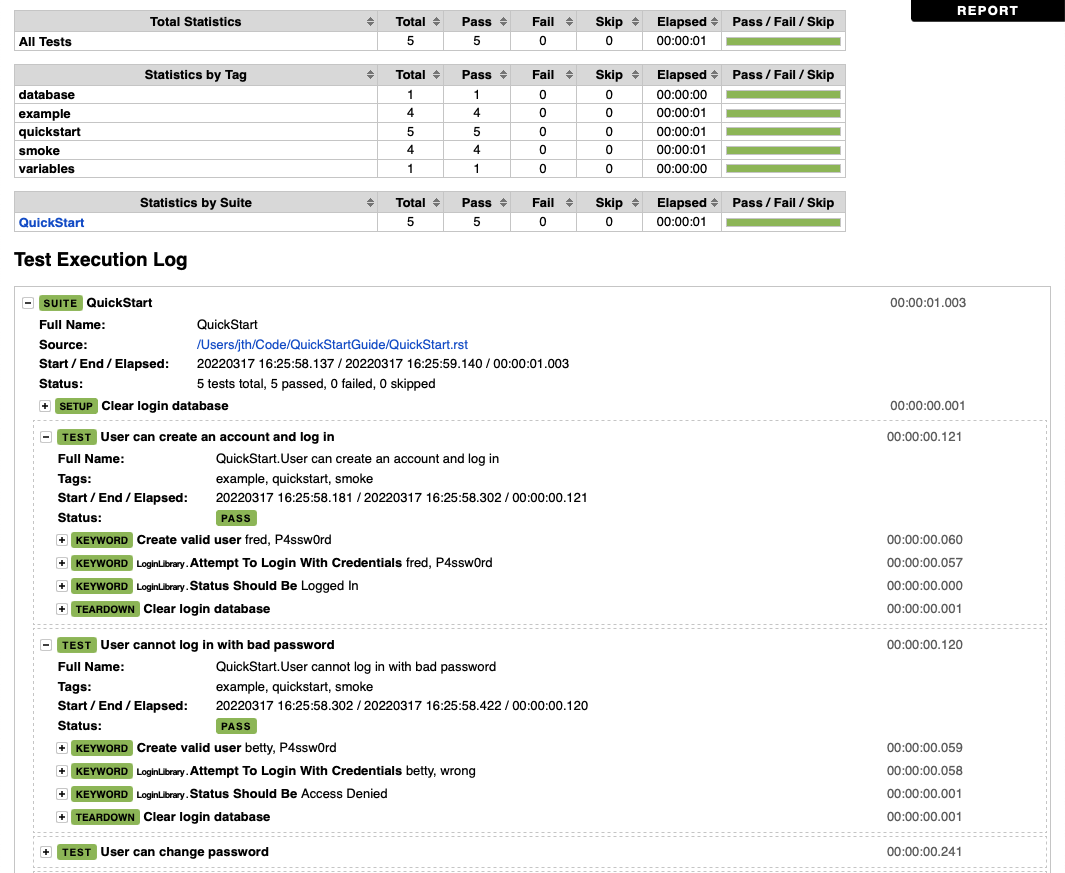 REPORT
Total Statistics Total Pass Fail Skip Elapsed Pass / Fail / Skip
All Tests 5 5 0 0 00:00:01
Statistics by Tag Total Pass Fail Skip Elapsed Pass / Fail / Skip
database 1 1 0 0 00:00:00
example 4 4 0 0 00:00:01
quickstart 5 5 0 0 00:00:01
smoke 4 4 0 0 00:00:01
variables 1 1 0 0 00:00:00
Statistics by Suite Total Pass Fail Skip Elapsed Pass / Fail / Skip
QuickStart 5 5 0 0 00:00:01
Test Execution Log
SUITE QuickStart 00:00:01.003
Full Name: QuickStart
Source: /Users/jth/Code/QuickStartGuide/QuickStart.rst
Start / End / Elapsed: 20220317 16:25:58.137 / 20220317 16:25:59.140 / 00:00:01.003
Status: 5 tests total, 5 passed, 0 failed, 0 skipped
SETUP Clear login database 00:00:00.001
TEST User can create an account and log in 00:00:00.121
Full Name: QuickStart.User can create an account and log in
Tags: example, quickstart, smoke
Start / End / Elapsed: 20220317 16:25:58.181 / 20220317 16:25:58.302 / 00:00:00.121
Status: PASS
KEYWORD Create valid user fred, P4ssw0rd 00:00:00.060
KEYWORD LoginLibrary.Attempt To Login With Credentials fred, P4ssw0rd 00:00:00.057
KEYWORD LoginLibrary.Status Should Be Logged In 00:00:00.000
TEARDOWN Clear login database 00:00:00.001
TEST User cannot log in with bad password 00:00:00.120
Full Name: QuickStart.User cannot log in with bad password
Tags: example, quickstart, smoke
Start / End / Elapsed: 20220317 16:25:58.302 / 20220317 16:25:58.422 / 00:00:00.120
Status: PASS
KEYWORD Create valid user betty, P4ssw0rd 00:00:00.059
KEYWORD LoginLibrary.Attempt To Login With Credentials betty, wrong 00:00:00.058
KEYWORD LoginLibrary.Status Should Be Access Denied 00:00:00.001
TEARDOWN Clear login database 00:00:00.001
TEST User can change password 00:00:00.241